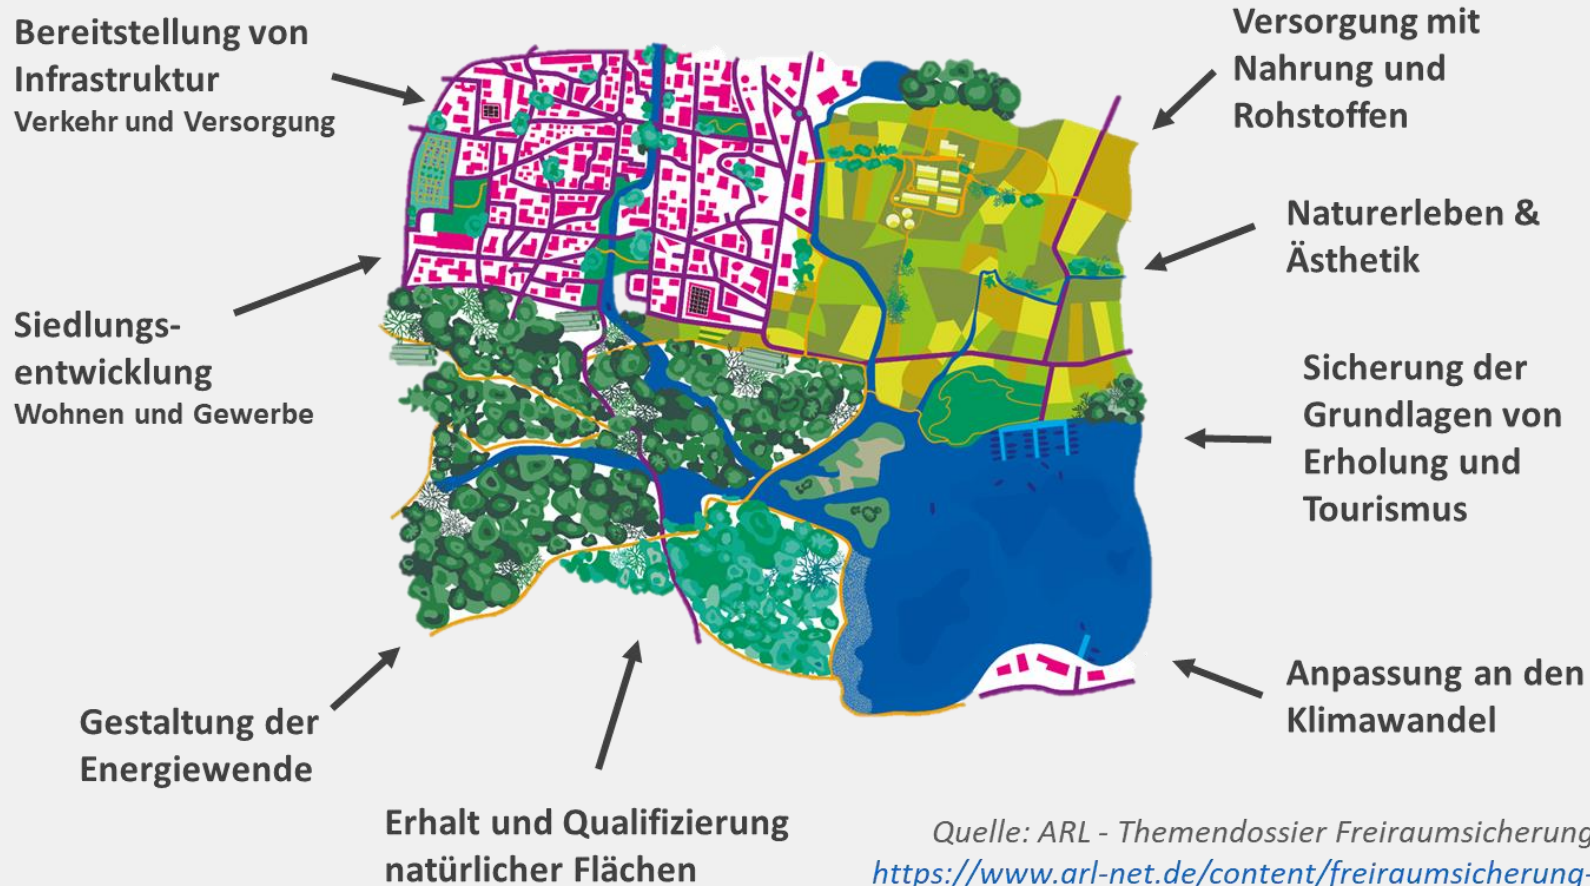 Bereitstellung von
Infrastruktur
Verkehr und Versorgung
Siedlungs-
entwicklung
Wohnen und Gewerbe
Gestaltung der
Energiewende
Erhalt und Qualifizierung
natürlicher Flächen
Versorgung mit
Nahrung und
Rohstoffen
Naturerleben &
Ästhetik
Sicherung der
Grundlagen von
Erholung und
Tourismus
Anpassung an den
Klimawandel
Quelle: ARL - Themendossier Freiraumsicherung
https://www.arl-net.de/content/freiraumsicherung-